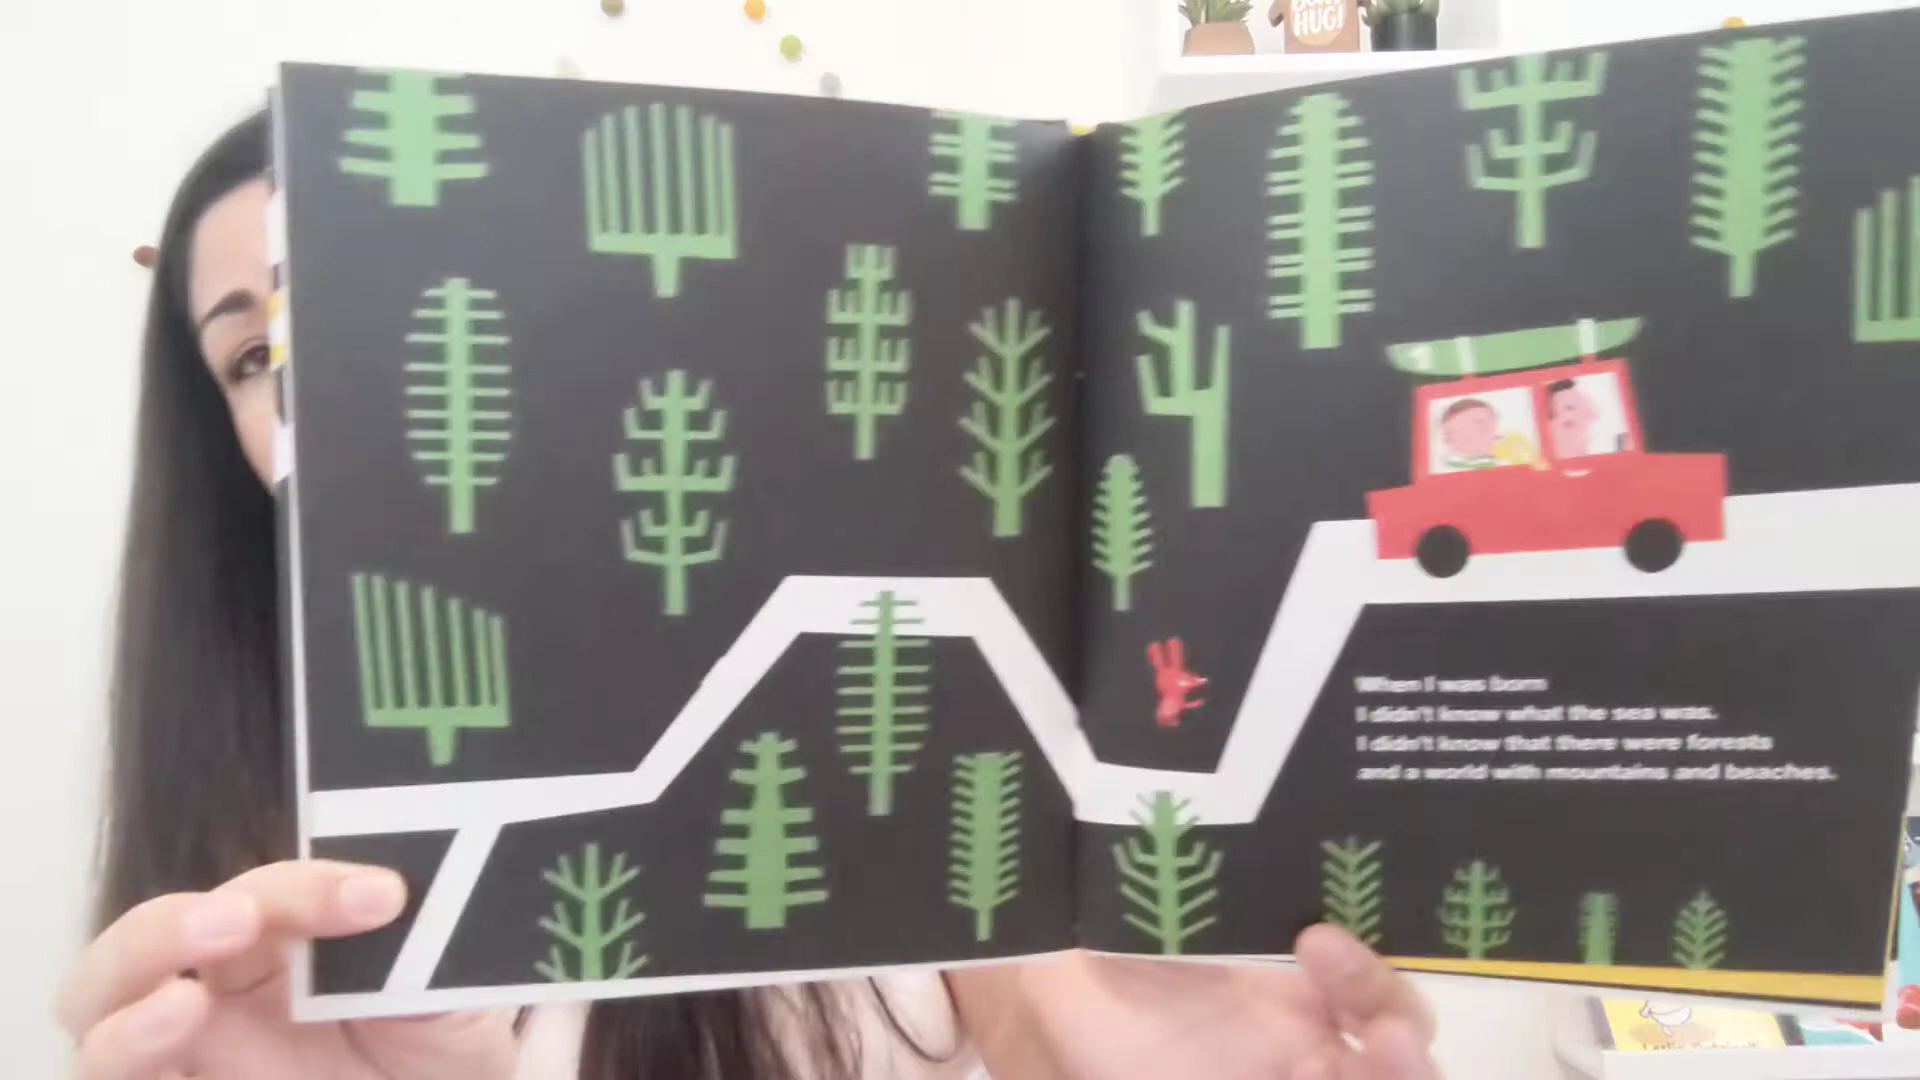 HUG!
When I was born
I didn't know what the sea was.
I didn't know that there were forests
and a world with mountains and beaches.